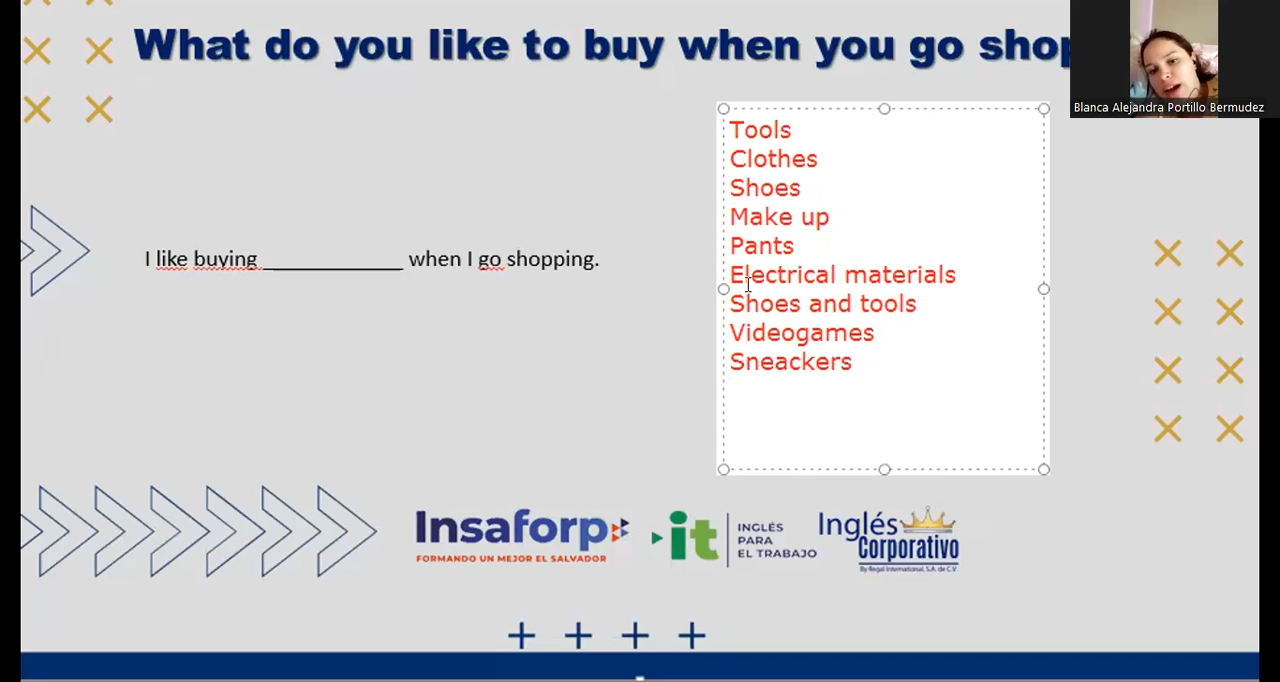 What do you like to buy when you go shop
Blanca Alejandra Portillo Bermudez
Tools
Clothes
Shoes
Make up
Pants
Electrical materials
Shoes and tools
Videogames
Sneackers
I like buying _____________ when I go shopping.
Insaforp
FORMANDO UN MEJOR EL SALVADOR
it
INGLÉS
PARA
EL TRABAJO
Inglés
Corporativo
By Regal International, S.A. de C.V.